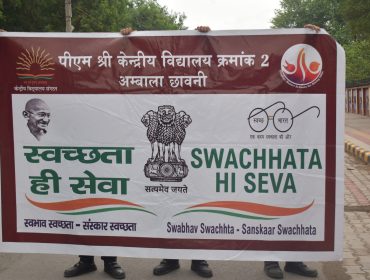 पीएम श्री केन्द्रीय विद्यालय क्रमांक 2
अम्बाला छावनी
केन्द्रीय विद्यालय संगठन
स्वच्छ भारत
एक कदम स्वच्छता की ओर
स्वच्छता
ही सेवा
सत्यमेव जयते
SWACHHATA
HI SEVA
स्वभाव स्वच्छता - संस्कार स्वच्छता
Swabhav Swachhta - Sanskaar Swachhata